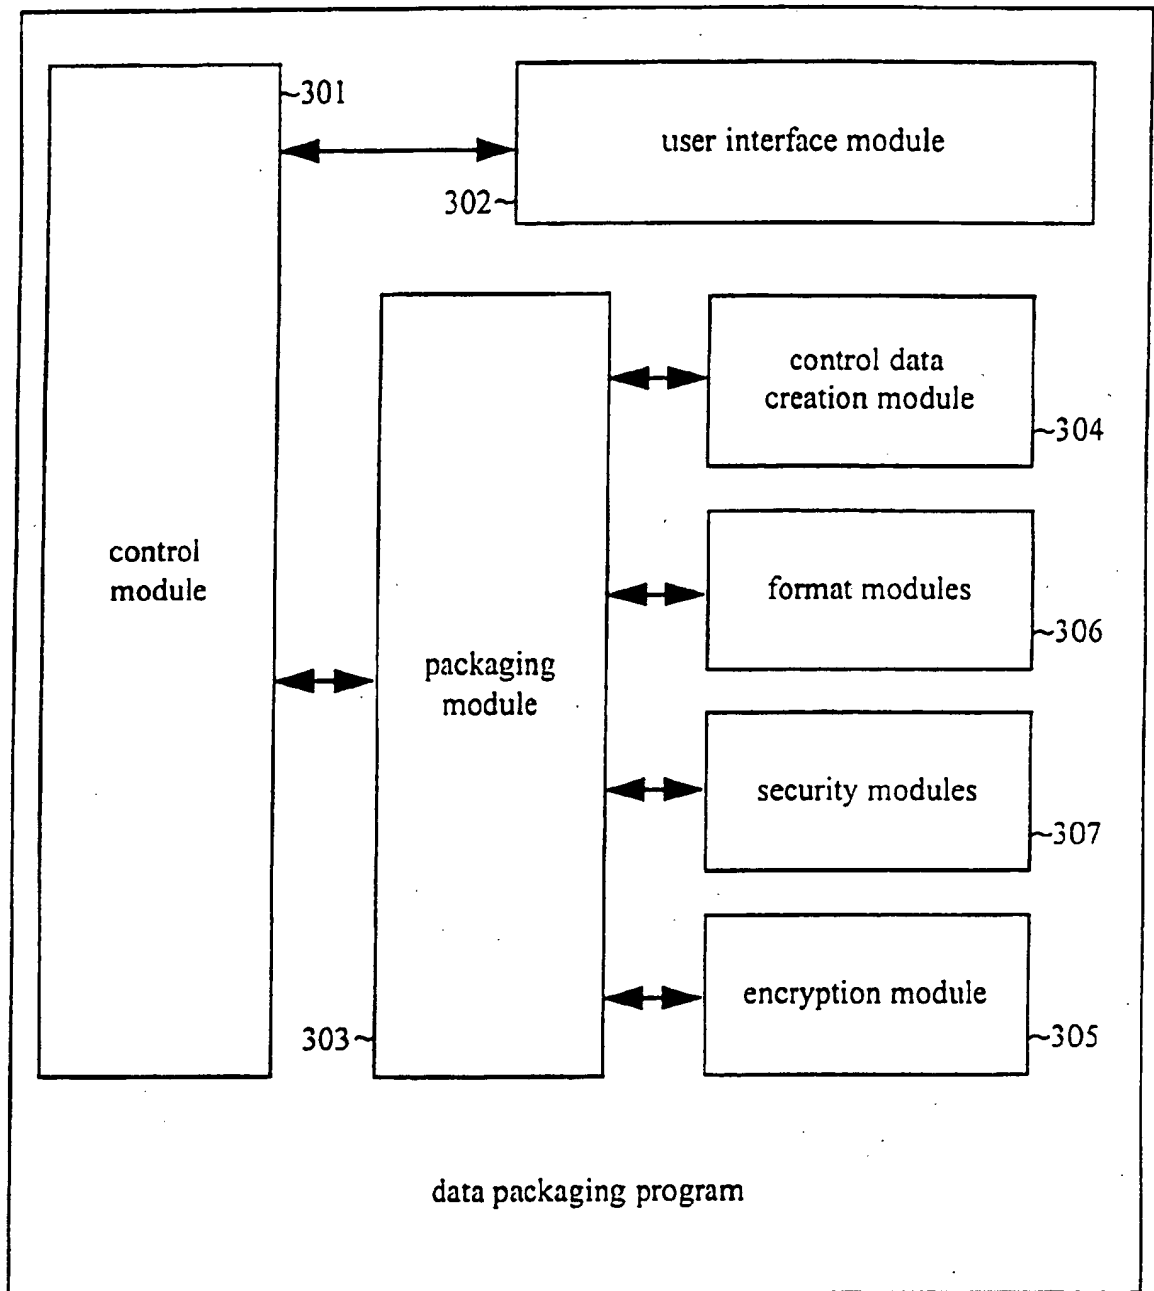 301
user interface module
302
control data
creation module
304
control
module
format modules
306
packaging
module
security modules
307
encryption module
303
305
data packaging program